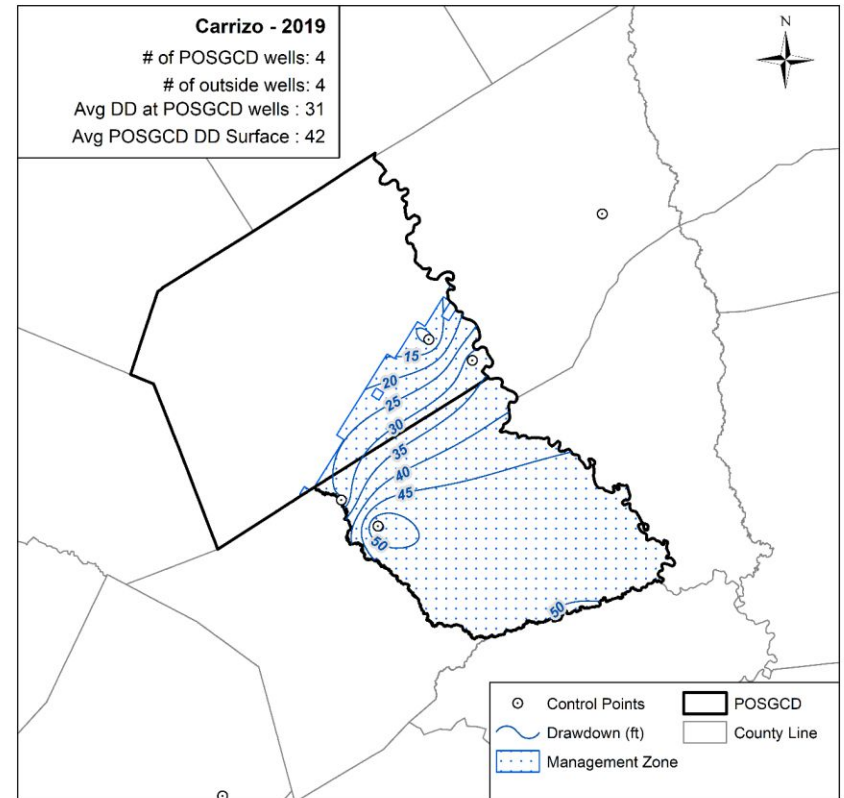 Carrizo - 2019
# of POSGCD wells: 4
# of outside wells: 4
Avg DD at POSGCD wells : 31
Avg POSGCD DD Surface : 42
N
15
20
25
30
35
40
45
50
50
Control Points
POSGCD
Drawdown (ft)
County Line
Management Zone